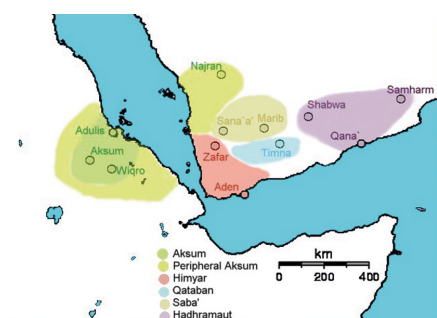 Najran
Samharm
Shabwa
Sana`a'
Marib
Adulis
Qana`
Zafar
Timna
Aksum
Wiqro
Aden
km
0 200 400
Aksum
Peripheral Aksum
Himyar
Qataban
Saba'
Hadhramaut